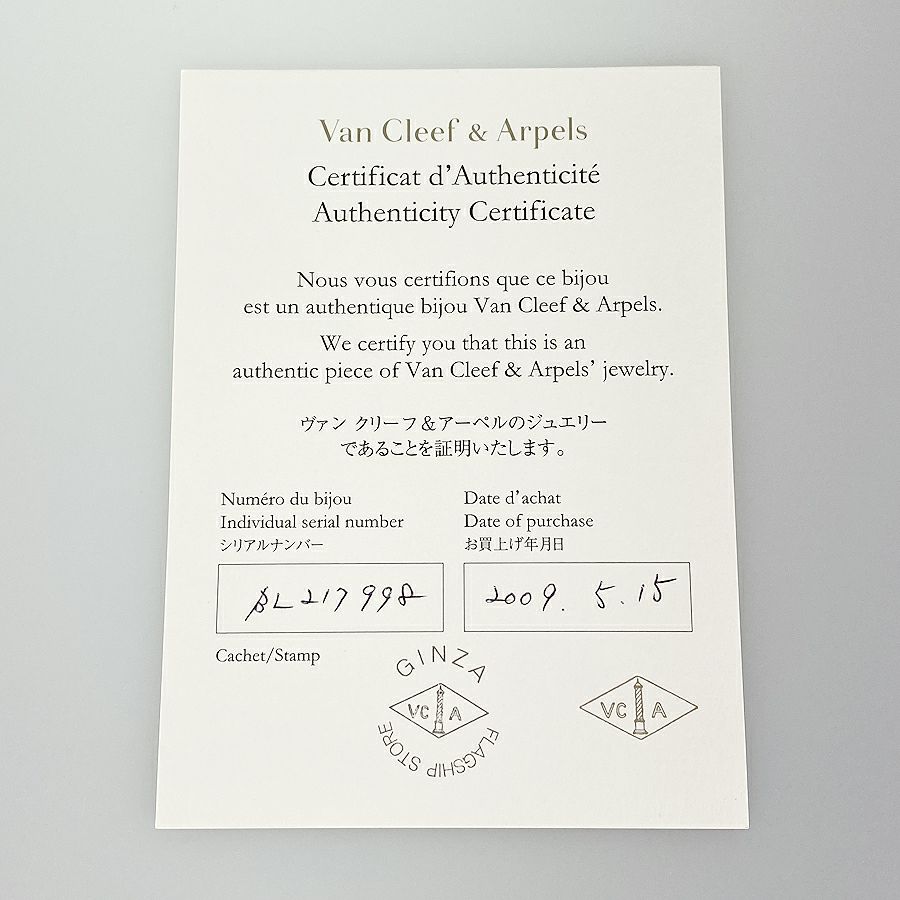 Van Cleef & Arpels
Certificat d'Authenticité
Authenticity Certificate
Nous vous certifions que ce bijou
est un authentique bijou Van Cleef & Arpels.
We certify you that this is an
authentic piece of Van Cleef & Arpels' jewelry.
ヴァン クリーフ&アーペルのジュエリー
であることを証明いたします。
Numéro du bijou
Individual serial number
シリアルナンバー
Date d'achat
Date of purchase
お買上げ年月日
BL217998
2009. 5.15
Cachet/Stamp
GINZA
VC A
FLAGSHIP STORE
VC A